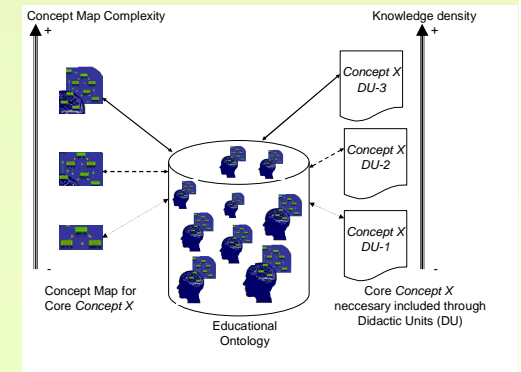 Concept Map Complexity
+
Knowledge density
+
Concept X
DU-3
Concept X
DU-2
Concept X
DU-1
-
-
Concept Map for
Core Concept X
Educational
Ontology
Core Concept X
neccesary included through
Didactic Units (DU)